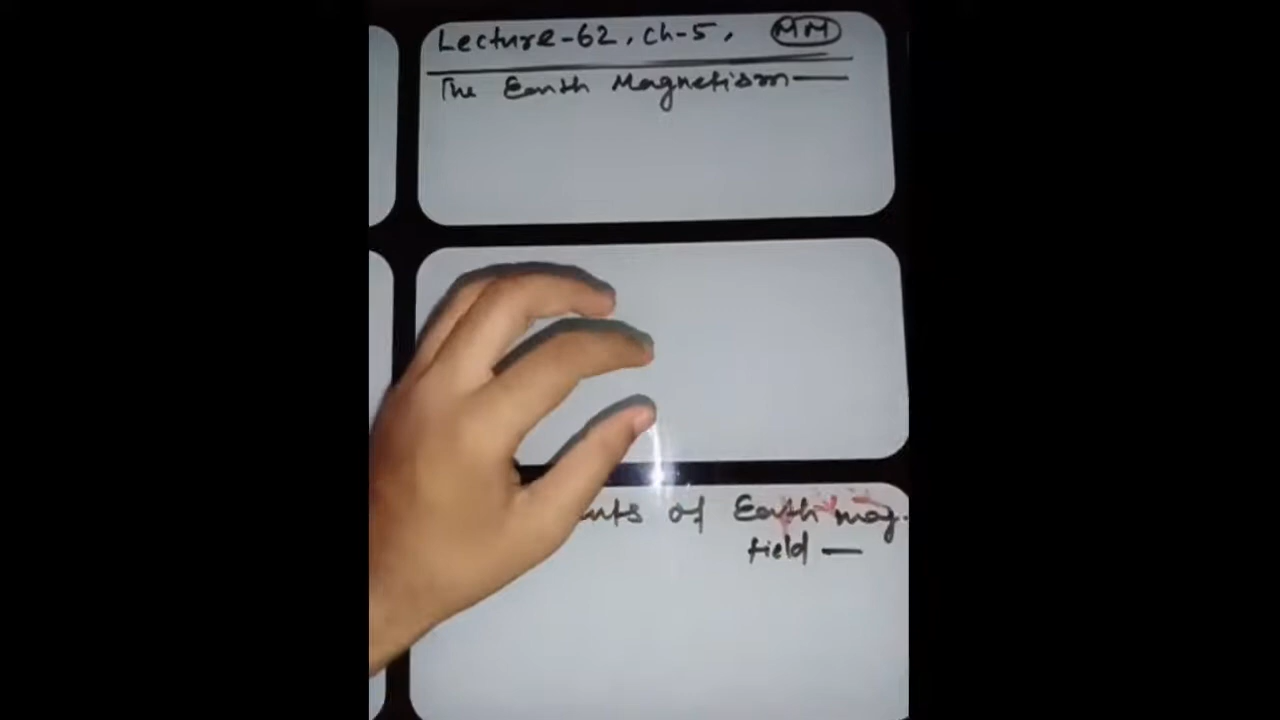 Lecture-62, Ch-5, MM
The Earth Magnetism—
of Earth mag.
field —